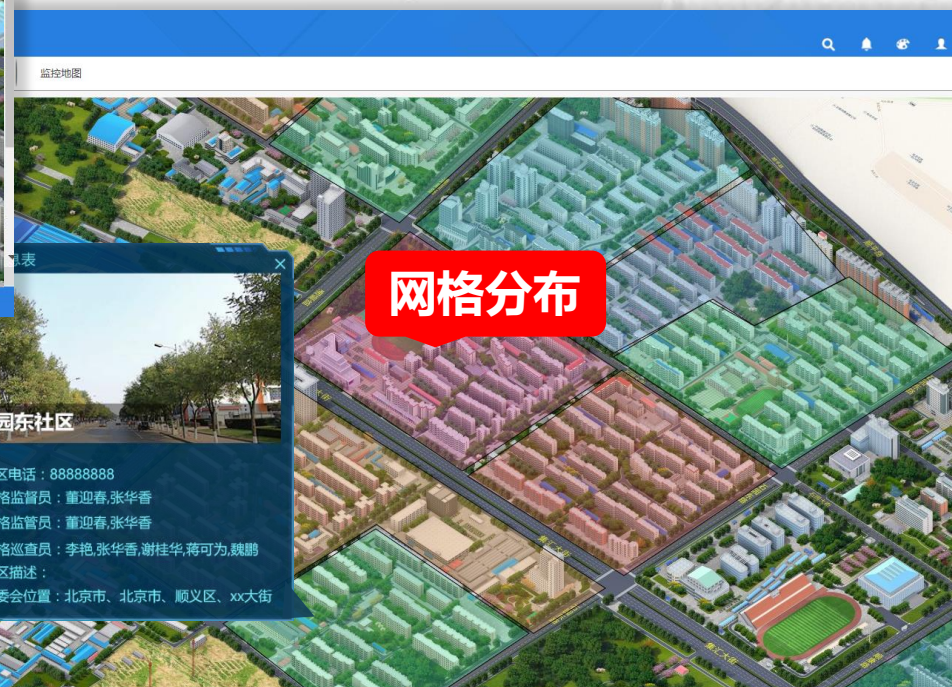 监控地图
息表
网格分布
园东社区
区电话：88888888
格监督员：董迎春,张华香
格监管员：董迎春,张华香
格巡查员：李艳,张华香,谢桂华,蒋可为,魏鹏
区描述：
委会位置：北京市、北京市、顺义区、xx大街